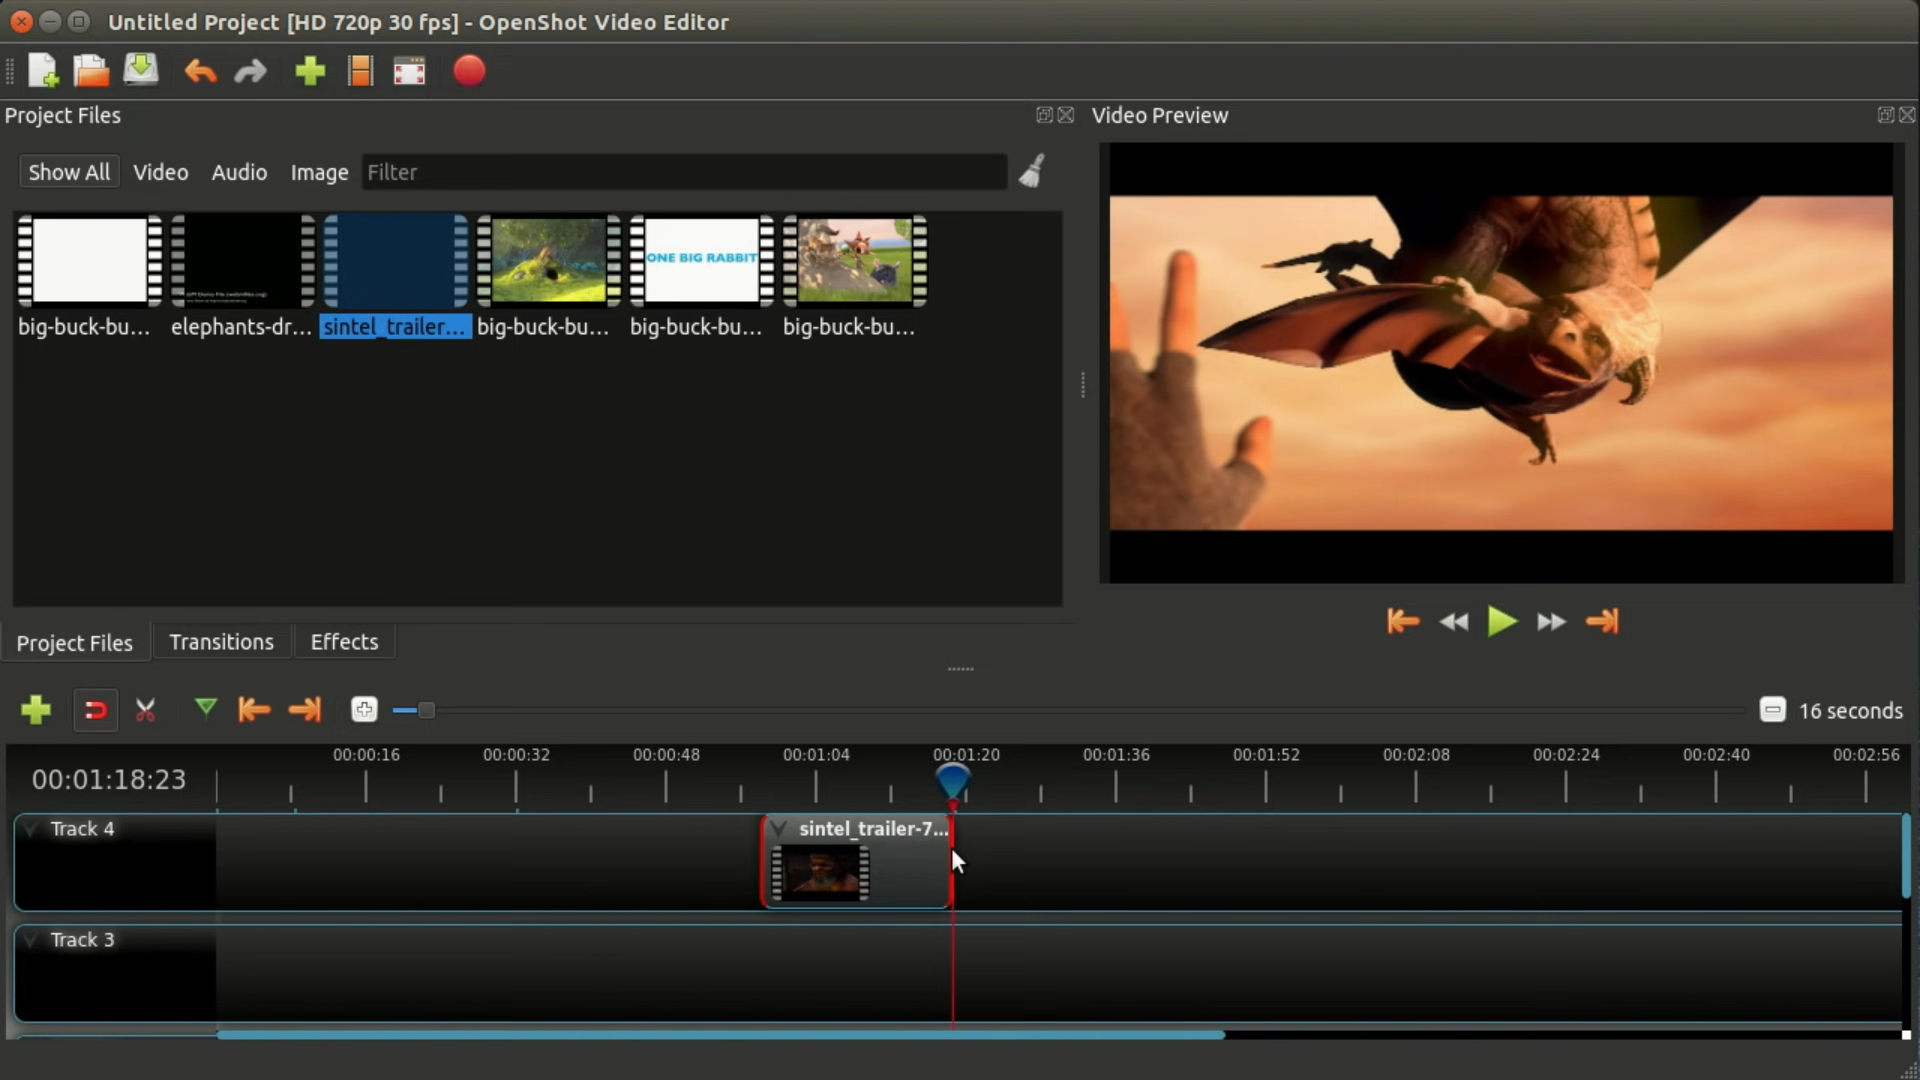 Untitled Project [HD 720p 30 fps] - OpenShot Video Editor
Project Files
Video Preview
Show All Video Audio Image Filter
ONE BIG RABBIT
big-buck-bu... elephants-dr... sintel_trailer... big-buck-bu... big-buck-bu... big-buck-bu...
Project Files Transitions Effects
16 seconds
00:00:16 00:00:32 00:00:48 00:01:04 00:01:20 00:01:36 00:01:52 00:02:08 00:02:24 00:02:40 00:02:56
00:01:18:23
Track 4
sintel_trailer-7...
Track 3